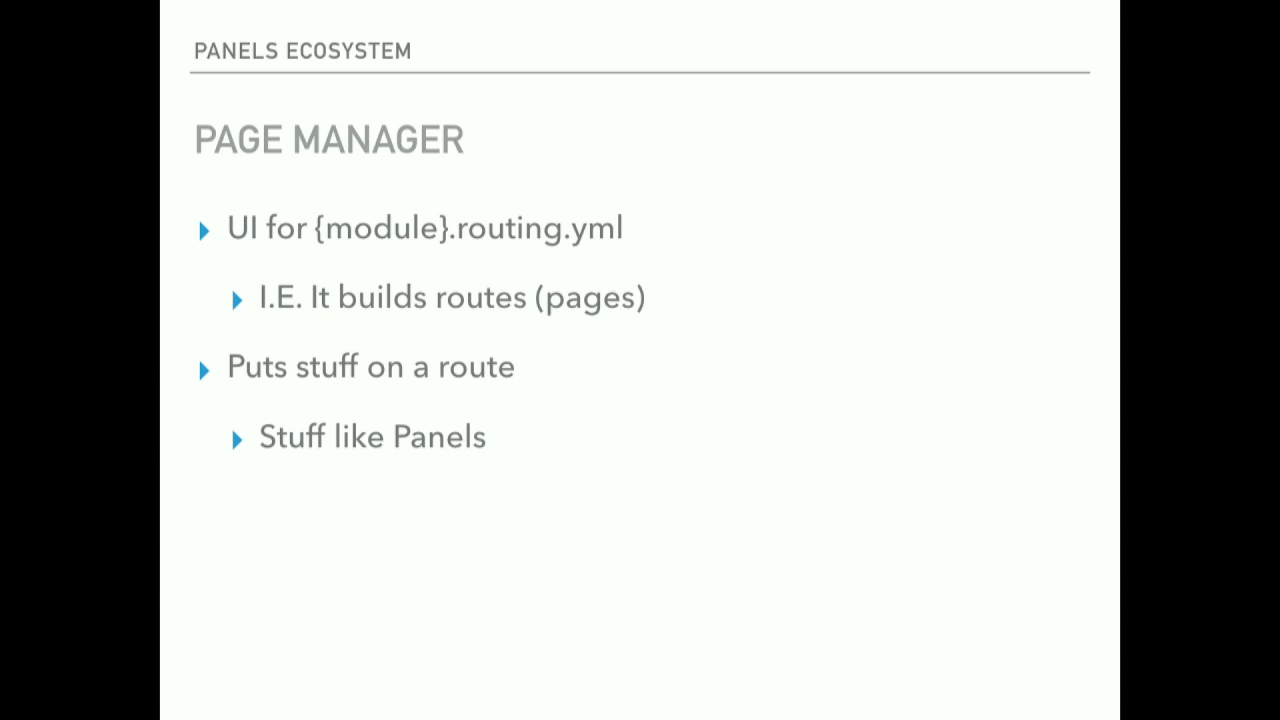 PANELS ECOSYSTEM
PAGE MANAGER
UI for {module}.routing.yml
I.E. It builds routes (pages)
Puts stuff on a route
Stuff like Panels